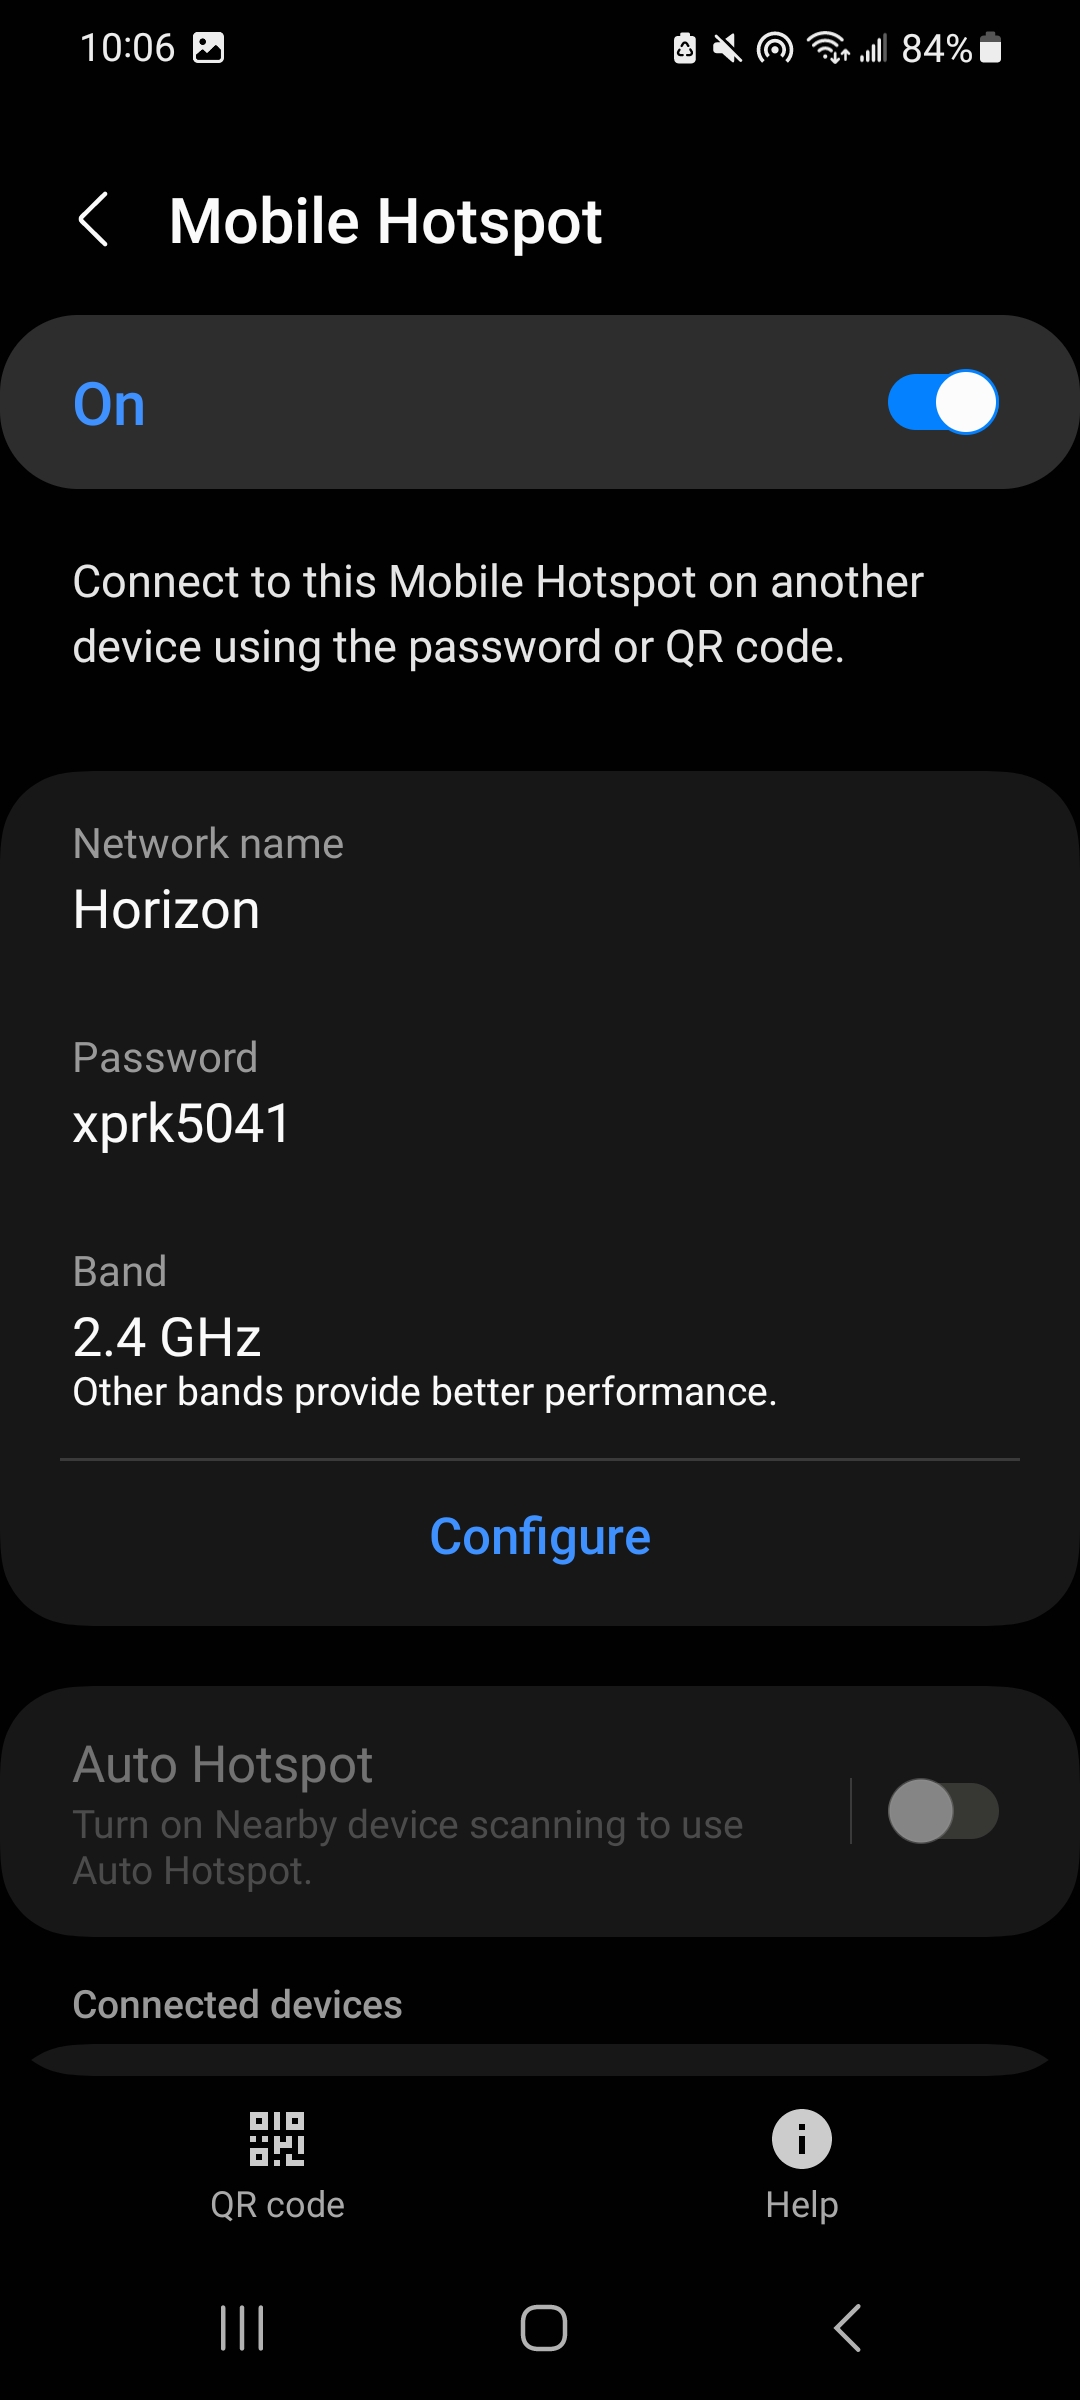 10:06 84%
Mobile Hotspot
On
Connect to this Mobile Hotspot on another
device using the password or QR code.
Network name
Horizon
Password
xprk5041
Band
2.4 GHz
Other bands provide better performance.
Configure
Auto Hotspot
Turn on Nearby device scanning to use
Auto Hotspot.
Connected devices
QR code
Help